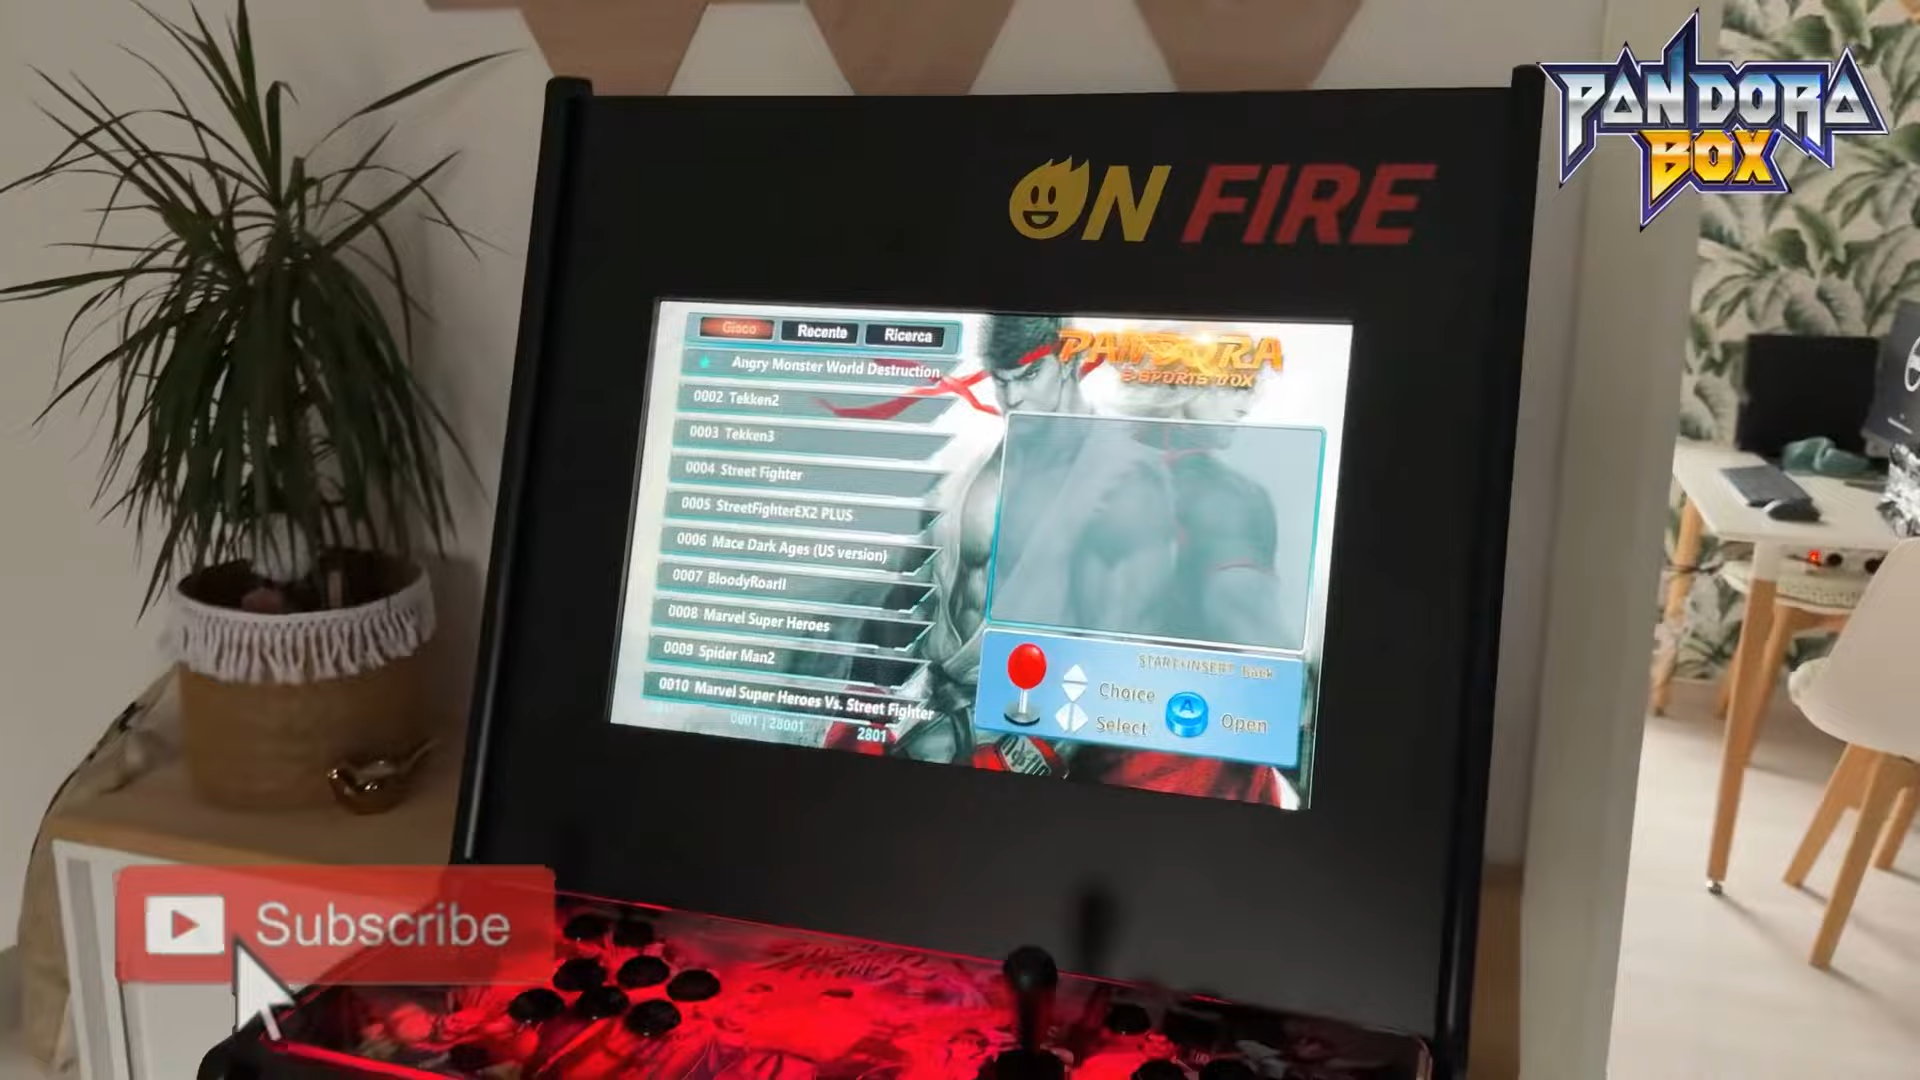 PANDORA
BOX
ON FIRE
Gioco Recente Ricerca
PANDORA
E-SPORTS BOX
Angry Monster World Destruction
0002 Tekken2
0003 Tekken3
0004 Street Fighter
0005 StreetFighterEX2 PLUS
0006 Mace Dark Ages (US version)
0007 BloodyRoarII
0008 Marvel Super Heroes
0009 Spider Man2
0010 Marvel Super Heroes Vs. Street Fighter
0001 | 28001
2801
START+INSERT Back
Choice
Select
A
Open
Subscribe